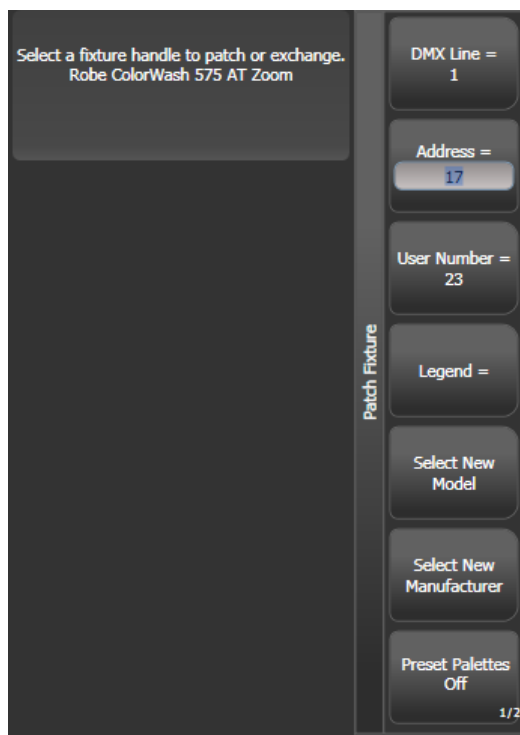 Select a fixture handle to patch or exchange.
Robe ColorWash 575 AT Zoom
Patch Fixture
DMX Line =
1
Address =
17
User Number =
23
Legend =
Select New
Model
Select New
Manufacturer
Preset Palettes
Off
1/2